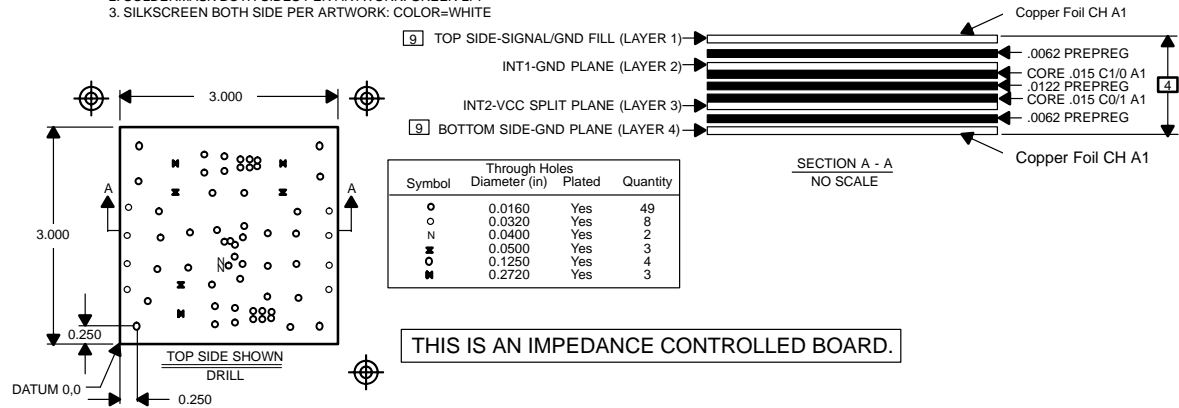 3. SILKSCREEN BOTH SIDE PER ARTWORK: COLOR=WHITE
Copper Foil CH A1
9 TOP SIDE-SIGNAL/GND FILL (LAYER 1)
.0062 PREPREG
INT1-GND PLANE (LAYER 2)
CORE .015 C1/0 A1
.0122 PREPREG
4
INT2-VCC SPLIT PLANE (LAYER 3)
CORE .015 C0/1 A1
.0062 PREPREG
9 BOTTOM SIDE-GND PLANE (LAYER 4)
Copper Foil CH A1
SECTION A - A
NO SCALE
3.000
A
A
3.000
N
N
0.250
TOP SIDE SHOWN
DRILL
DATUM 0,0
0.250
Through Holes
Symbol Diameter (in) Plated Quantity
0.0160 Yes 49
0.0320 Yes 8
N 0.0400 Yes 2
0.0500 Yes 3
0.1250 Yes 4
0.2720 Yes 3
THIS IS AN IMPEDANCE CONTROLLED BOARD.